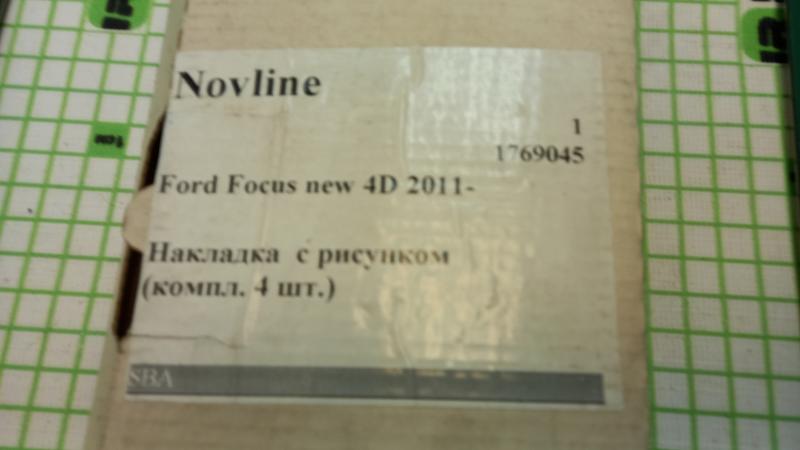 Novline
1
1769045
Ford Focus new 4D 2011-
Накладка с рисунком
(компл. 4 шт.)
SBA